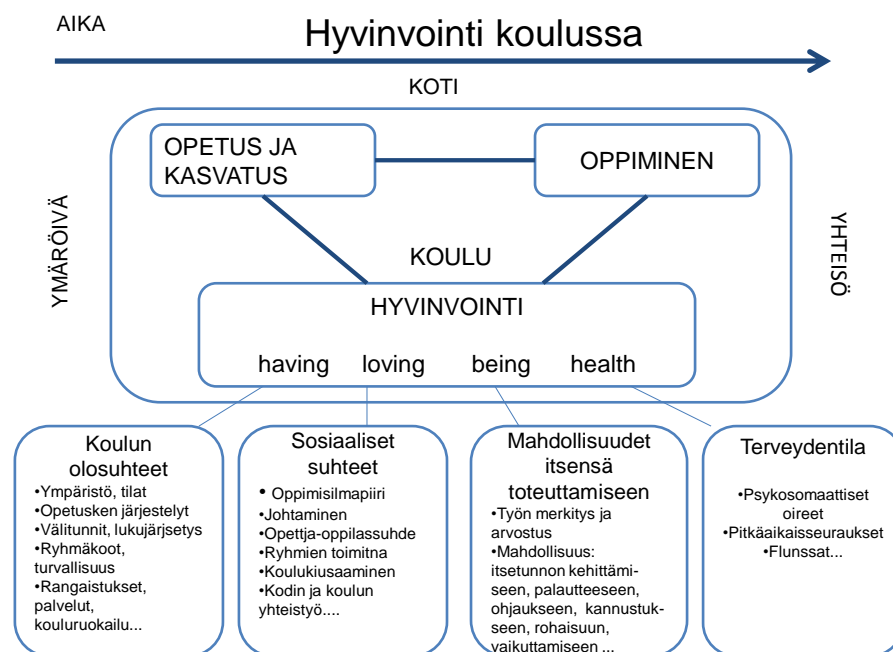 AIKA
Hyvinvointi koulussa
KOTI
OPETUS JA
KASVATUS
OPPIMINEN
YMÄRÖIVÄ
YHTEISÖ
KOULU
HYVINVOINTI
having loving being health
Koulun
olosuhteet
•Ympäristö, tilat
•Opetusken järjestelyt
•Välitunnit, lukujärjsetys
•Ryhmäkoot,
turvallisuus
•Rangaistukset,
palvelut,
kouluruokailu...
Sosiaaliset
suhteet
• Oppimisilmapiiri
•Johtaminen
•Opettja-oppilassuhde
•Ryhmien toimitna
•Koulukiusaaminen
•Kodin ja koulun
yhteistyö....
Mahdollisuudet
itsensä
toteuttamiseen
•Työn merkitys ja
arvostus
•Mahdollisuus:
itsetunnon kehittämi-
seen, palautteeseen,
ohjaukseen, kannustuk-
seen, rohaisuun,
vaikuttamiseen ...
Terveydentila
•Psykosomaattiset
oireet
•Pitkäaikaisseuraukset
•Flunssat...